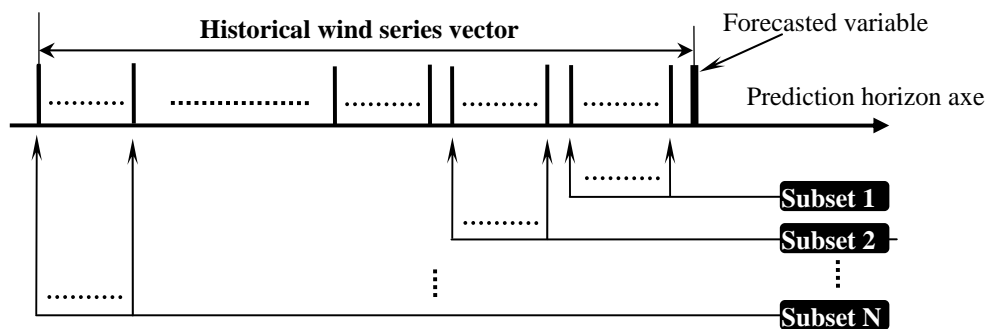 Forecasted variable
Historical wind series vector
Prediction horizon axe
Subset 1
Subset 2
Subset N